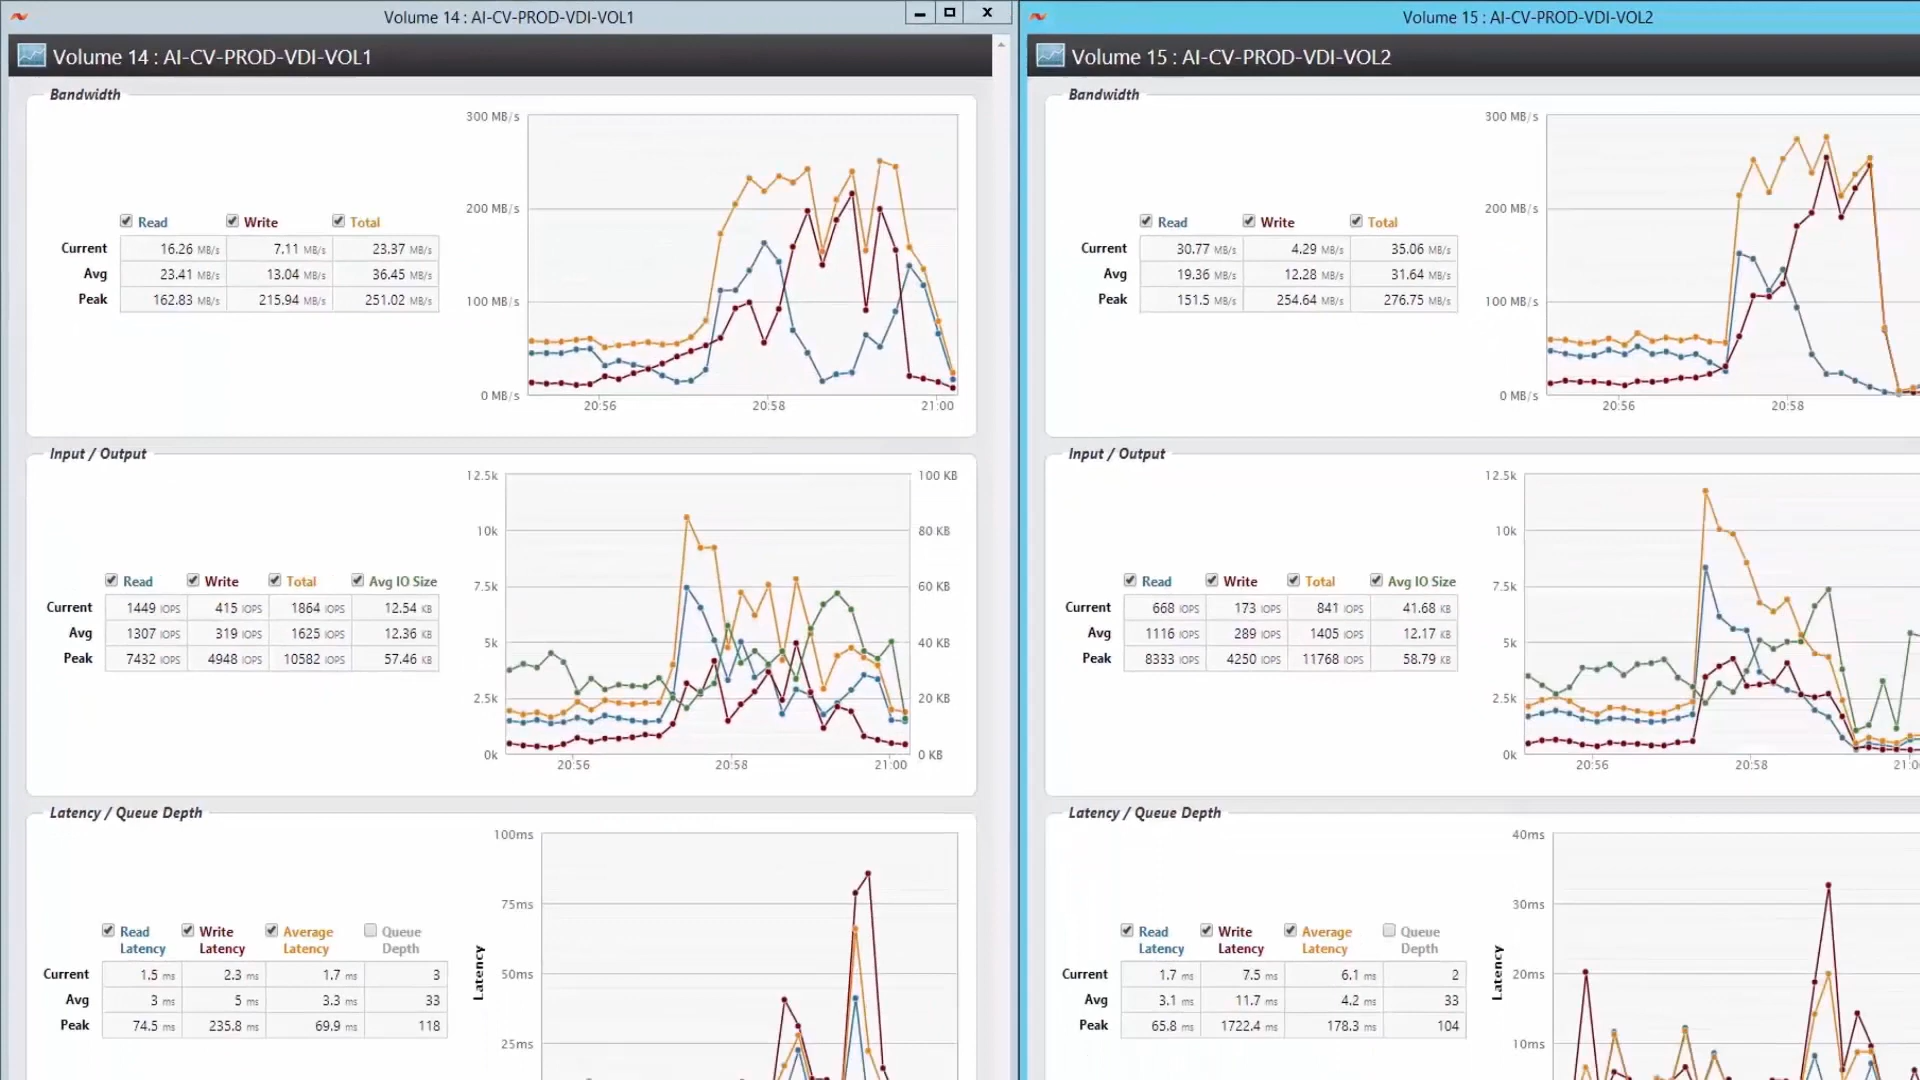 Volume 14 : AI-CV-PROD-VDI-VOL1
Volume 14 : AI-CV-PROD-VDI-VOL1
Bandwidth
300 MB/s
200 MB/s
100 MB/s
0 MB/s
20:56 20:58 21:00
Read Write Total
Current 16.26 MB/s 7.11 MB/s 23.37 MB/s
Avg 23.41 MB/s 13.04 MB/s 36.45 MB/s
Peak 162.83 MB/s 215.94 MB/s 251.02 MB/s
Input / Output
12.5k 100 KB
10k 80 KB
7.5k 60 KB
5k 40 KB
2.5k 20 KB
0k 0 KB
20:56 20:58 21:00
Read Write Total Avg IO Size
Current 1449 IOPS 415 IOPS 1864 IOPS 12.54 KB
Avg 1307 IOPS 319 IOPS 1625 IOPS 12.36 KB
Peak 7432 IOPS 4948 IOPS 10582 IOPS 57.46 KB
Latency / Queue Depth
100ms
75ms
50ms
25ms
Latency
Read Write Average Queue
Latency Latency Latency Depth
Current 1.5 ms 2.3 ms 1.7 ms 3
Avg 3 ms 5 ms 3.3 ms 33
Peak 74.5 ms 235.8 ms 69.9 ms 118
Volume 15 : AI-CV-PROD-VDI-VOL2
Volume 15 : AI-CV-PROD-VDI-VOL2
Bandwidth
300 MB/s
200 MB/s
100 MB/s
0 MB/s
20:56 20:58
Read Write Total
Current 30.77 MB/s 4.29 MB/s 35.06 MB/s
Avg 19.36 MB/s 12.28 MB/s 31.64 MB/s
Peak 151.5 MB/s 254.64 MB/s 276.75 MB/s
Input / Output
12.5k
10k
7.5k
5k
2.5k
0k
20:56 20:58 21:0
Read Write Total Avg IO Size
Current 668 IOPS 173 IOPS 841 IOPS 41.68 KB
Avg 1116 IOPS 289 IOPS 1405 IOPS 12.17 KB
Peak 8333 IOPS 4250 IOPS 11768 IOPS 58.79 KB
Latency / Queue Depth
40ms
30ms
20ms
10ms
Latency
Read Write Average Queue
Latency Latency Latency Depth
Current 1.7 ms 7.5 ms 6.1 ms 2
Avg 3.1 ms 11.7 ms 4.2 ms 33
Peak 65.8 ms 1722.4 ms 178.3 ms 104